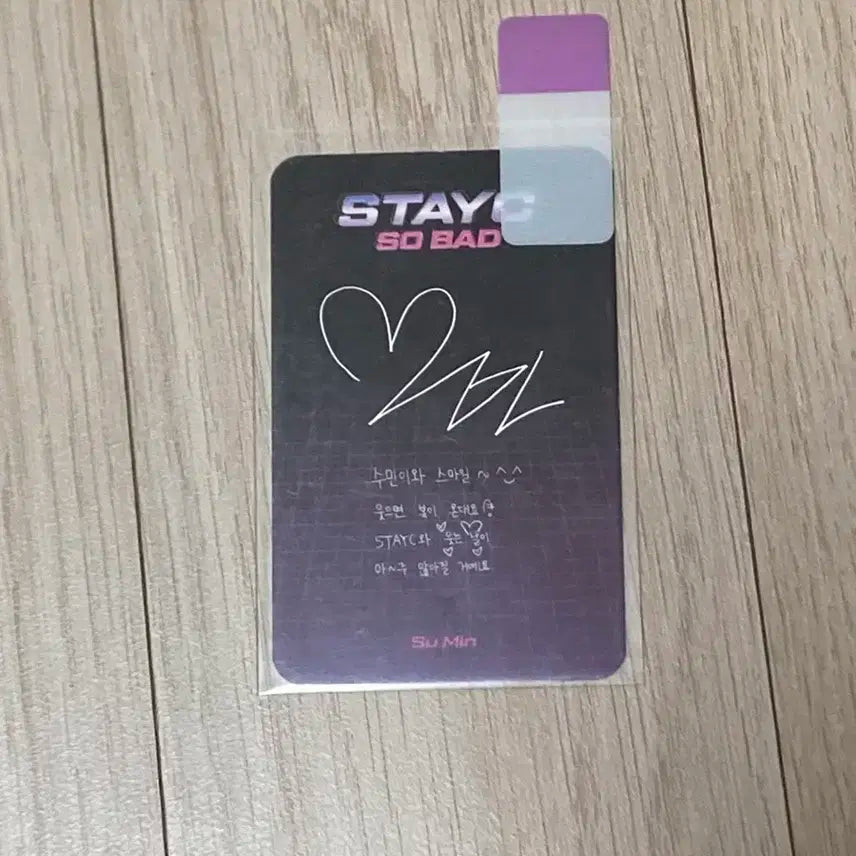 STAYC
SO BAD
수민이와 스마일 ~ ^_^
웃으면 복이 온대요
STAYC와 웃는 날이
아~주 많아질 거예요
Su Min